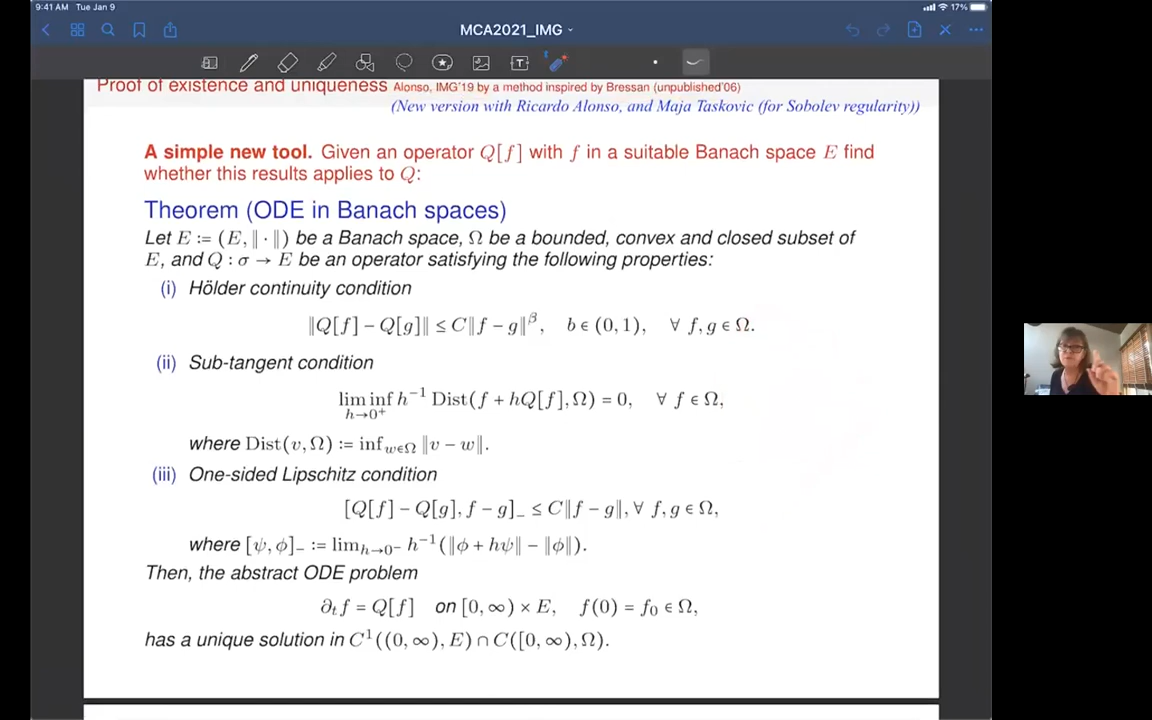 9:41 AM Tue Jan 9
17%
MCA2021_IMG
Proof of existence and uniqueness Alonso, IMG'19 by a method inspired by Bressan (unpublished'06)
(New version with Ricardo Alonso, and Maja Taskovic (for Sobolev regularity))
A simple new tool. Given an operator Q[f] with f in a suitable Banach space E find
whether this results applies to Q:
Theorem (ODE in Banach spaces)
Let E := (E, ‖·‖) be a Banach space, Ω be a bounded, convex and closed subset of
E, and Q : σ → E be an operator satisfying the following properties:
(i) Hölder continuity condition
‖Q[f] − Q[g]‖ ≤ C‖f − g‖^β, b ∈ (0, 1), ∀ f, g ∈ Ω.
(ii) Sub-tangent condition
lim inf_{h→0⁺} h⁻¹ Dist(f + hQ[f], Ω) = 0, ∀ f ∈ Ω,
where Dist(v, Ω) := inf_{w∈Ω} ‖v − w‖.
(iii) One-sided Lipschitz condition
[Q[f] − Q[g], f − g]₋ ≤ C‖f − g‖, ∀ f, g ∈ Ω,
where [ψ, ϕ]₋ := lim_{h→0⁻} h⁻¹(‖ϕ + hψ‖ − ‖ϕ‖).
Then, the abstract ODE problem
∂ₜf = Q[f] on [0, ∞) × E, f(0) = f₀ ∈ Ω,
has a unique solution in C¹((0, ∞), E) ∩ C([0, ∞), Ω).